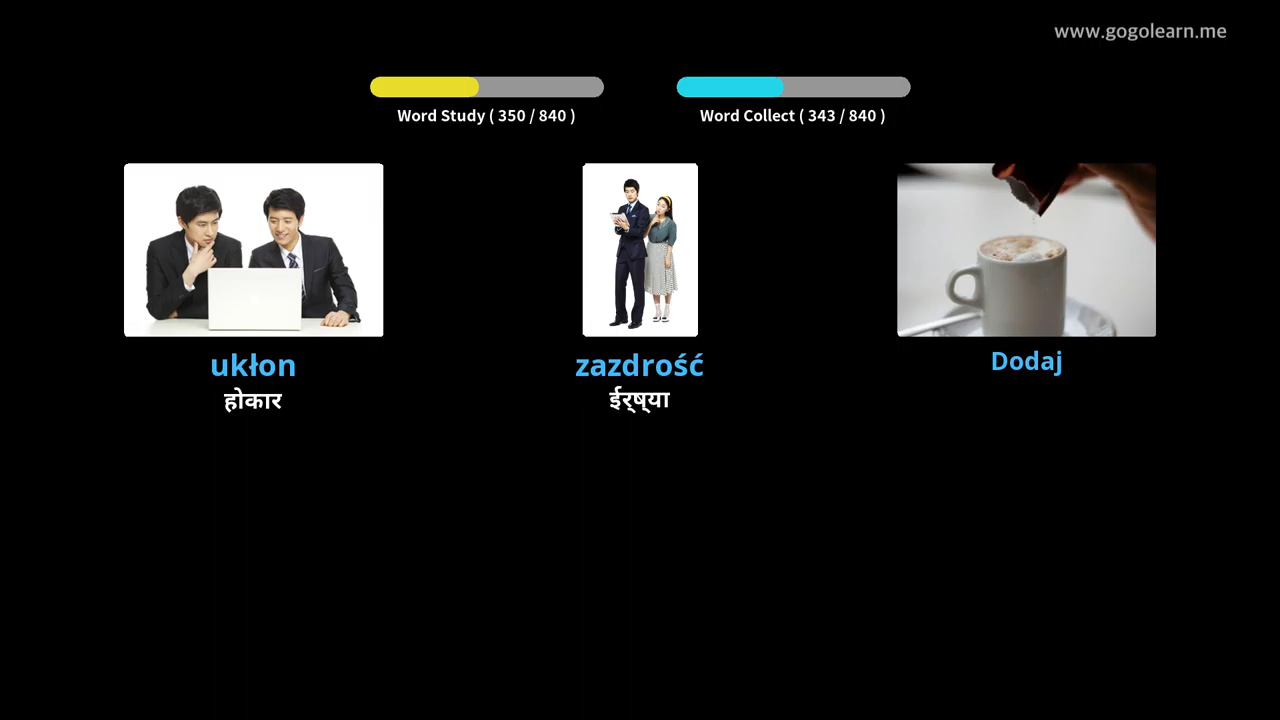 www.gogolearn.me
Word Study ( 350 / 840 )
Word Collect ( 343 / 840 )
ukłon
होकार
zazdrość
ईर्ष्या
Dodaj